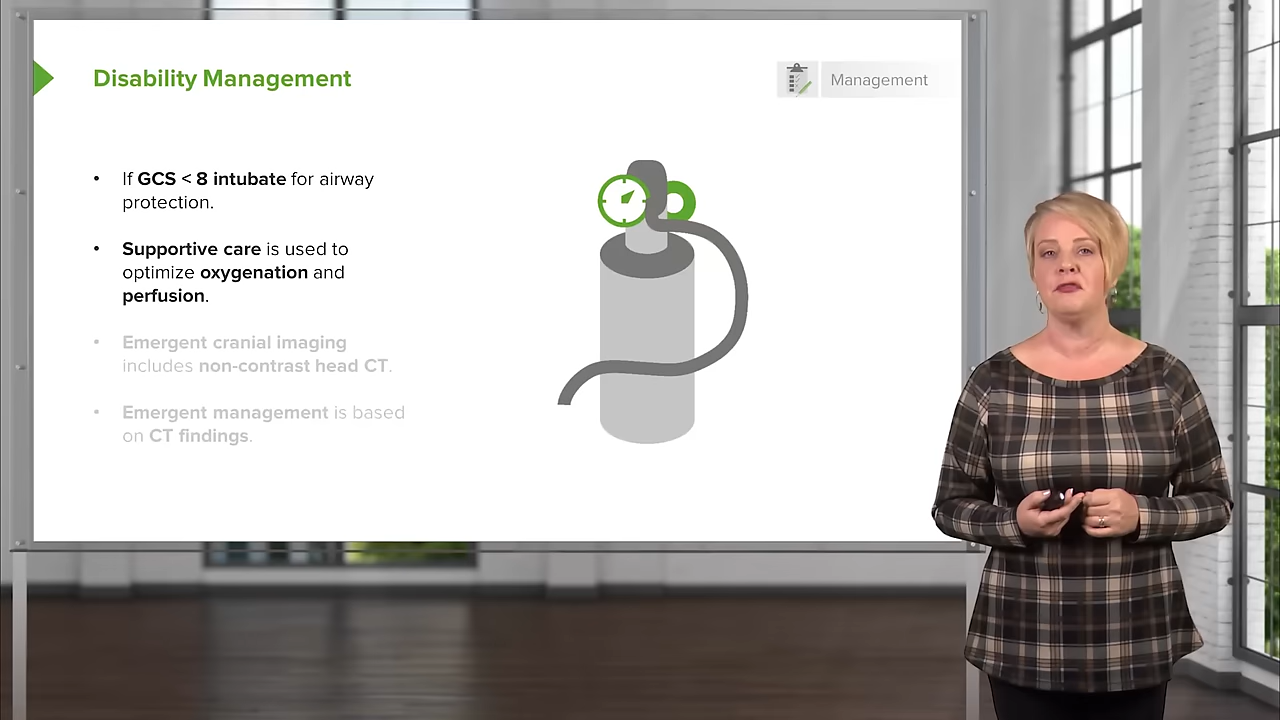 Disability Management
Management
• If GCS < 8 intubate for airway
protection.
• Supportive care is used to
optimize oxygenation and
perfusion.
• Emergent cranial imaging
includes non-contrast head CT.
• Emergent management is based
on CT findings.